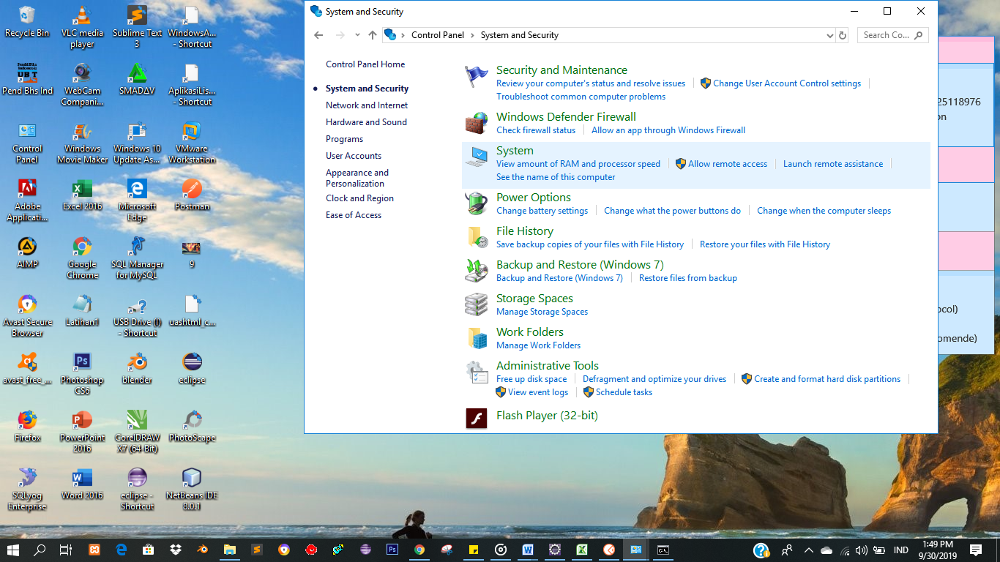 Recycle Bin
VLC media
player
Sublime Text
3
WindowsA...
- Shortcut
Pend Bhs Ind
WebCam
Compani...
SMADΔV
AplikasiLis...
- Shortcut
Control
Panel
Windows
Movie Maker
Windows 10
Update As...
VMware
Workstation
Adobe
Applicati...
Excel 2016
Microsoft
Edge
Postman
AIMP
Google
Chrome
SQL Manager
for MySQL
9
Avast Secure
Browser
Latihan1
USB Drive (I)
- Shortcut
uashtml_c...
avast_free_...
Photoshop
CS6
blender
eclipse
Firefox
PowerPoint
2016
CorelDRAW
X7 (64-Bit)
PhotoScape
SQLyog
Enterprise
Word 2016
eclipse -
Shortcut
NetBeans IDE
8.0.1
System and Security
Control Panel
System and Security
Search Co...
Control Panel Home
System and Security
Network and Internet
Hardware and Sound
Programs
User Accounts
Appearance and
Personalization
Clock and Region
Ease of Access
Security and Maintenance
Review your computer's status and resolve issues
Change User Account Control settings
Troubleshoot common computer problems
Windows Defender Firewall
Check firewall status
Allow an app through Windows Firewall
System
View amount of RAM and processor speed
Allow remote access
Launch remote assistance
See the name of this computer
Power Options
Change battery settings
Change what the power buttons do
Change when the computer sleeps
File History
Save backup copies of your files with File History
Restore your files with File History
Backup and Restore (Windows 7)
Backup and Restore (Windows 7)
Restore files from backup
Storage Spaces
Manage Storage Spaces
Work Folders
Manage Work Folders
Administrative Tools
Free up disk space
Defragment and optimize your drives
Create and format hard disk partitions
View event logs
Schedule tasks
Flash Player (32-bit)
25118976
on
ocol)
omende)
IND
1:49 PM
9/30/2019